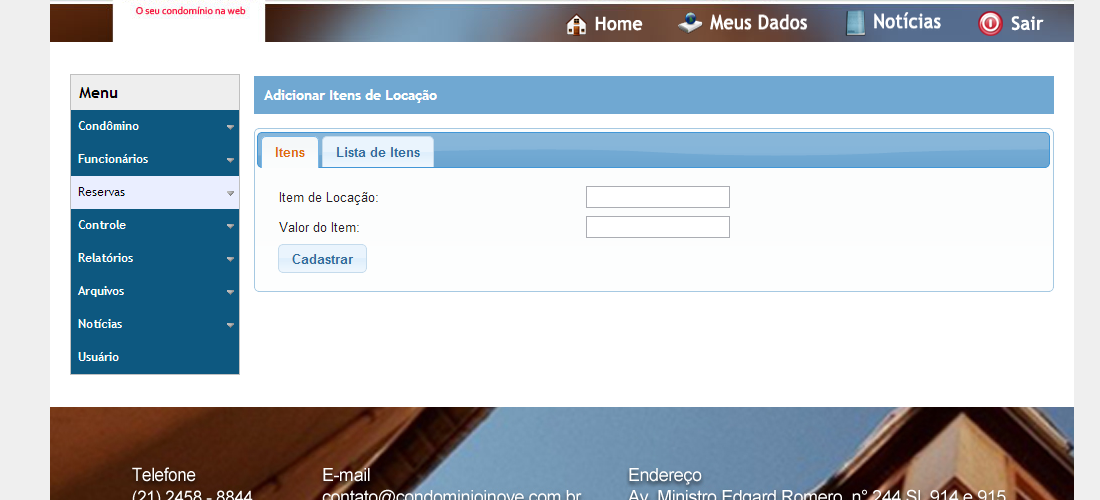 O seu condomínio na web
Home
Meus Dados
Notícias
Sair
Menu
Condômino
Funcionários
Reservas
Controle
Relatórios
Arquivos
Notícias
Usuário
Adicionar Itens de Locação
Itens
Lista de Itens
Item de Locação:
Valor do Item:
Cadastrar
Telefone
(21) 2458 - 8844
E-mail
contato@condominioinove.com.br
Endereço
Av. Ministro Edgard Romero, n° 244 SL 914 e 915